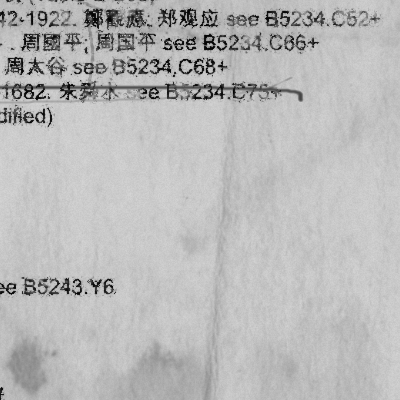 42-1922. 鄭觀應; 郑观应 see B5234.C52+
. 周國平; 周国平 see B5234.C66+
周太谷 see B5234.C68+
1682. 朱舜水 see B5234.C75+
dified)
ee B5243.Y6